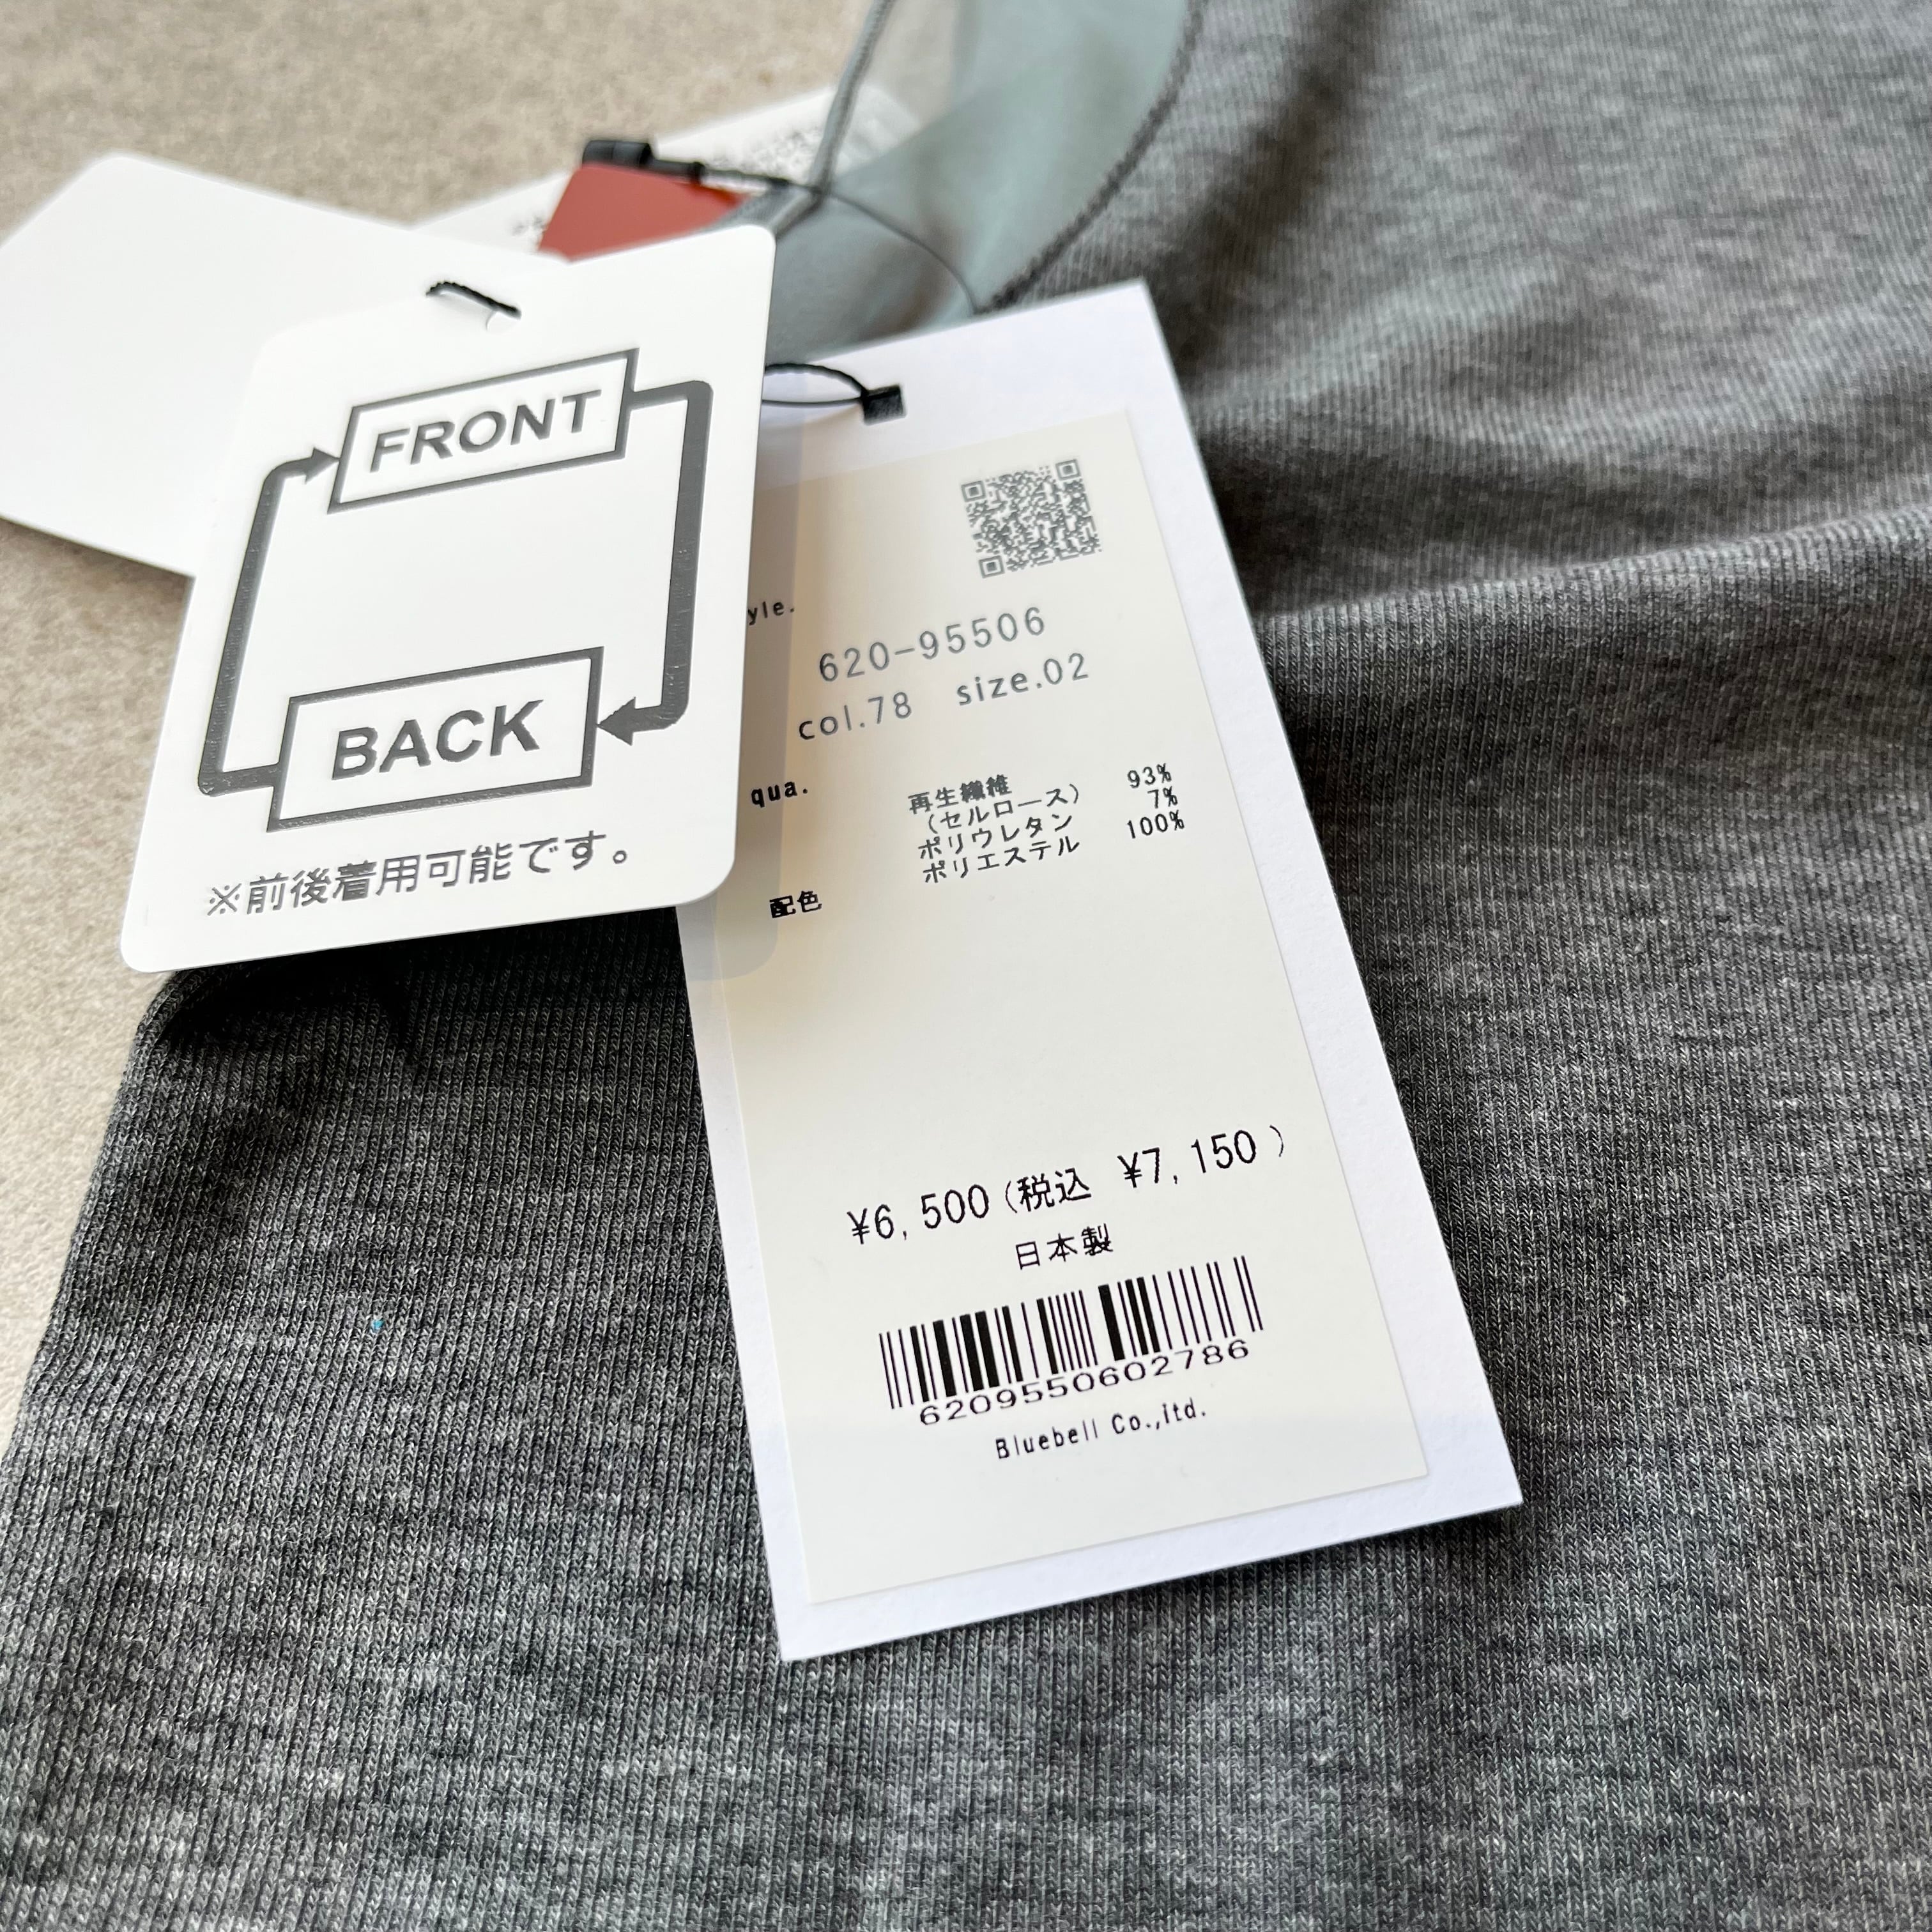 FRONT
BACK
※前後着用可能です。
yle.
620-95506
col.78 size.02
qua.
再生繊維 93%
(セルロース)
ポリウレタン 7%
配色 ポリエステル 100%
¥6,500(税込 ¥7,150 )
日本製
6209550602786
Bluebell Co.,ltd.